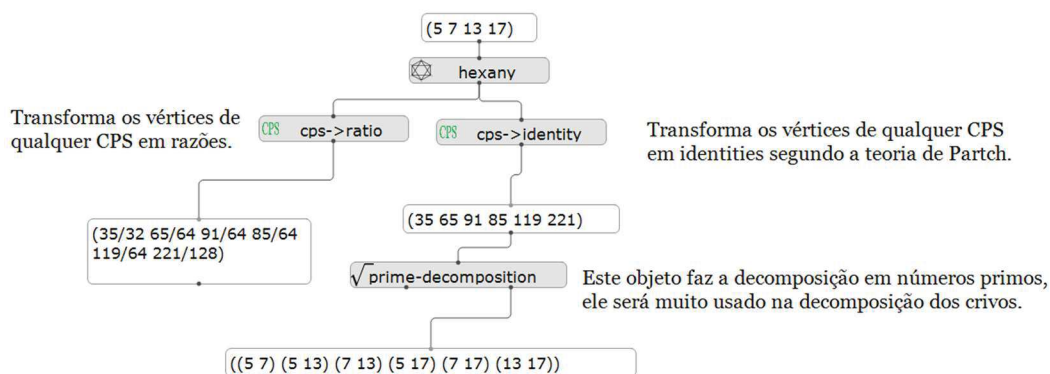 (5 7 13 17)
hexany
Transforma os vértices de
qualquer CPS em razões.
CPS cps->ratio
CPS cps->identity
Transforma os vértices de qualquer CPS
em identities segundo a teoria de Partch.
(35/32 65/64 91/64 85/64
119/64 221/128)
(35 65 91 85 119 221)
√prime-decomposition
Este objeto faz a decomposição em números primos,
ele será muito usado na decomposição dos crivos.
((5 7) (5 13) (7 13) (5 17) (7 17) (13 17))